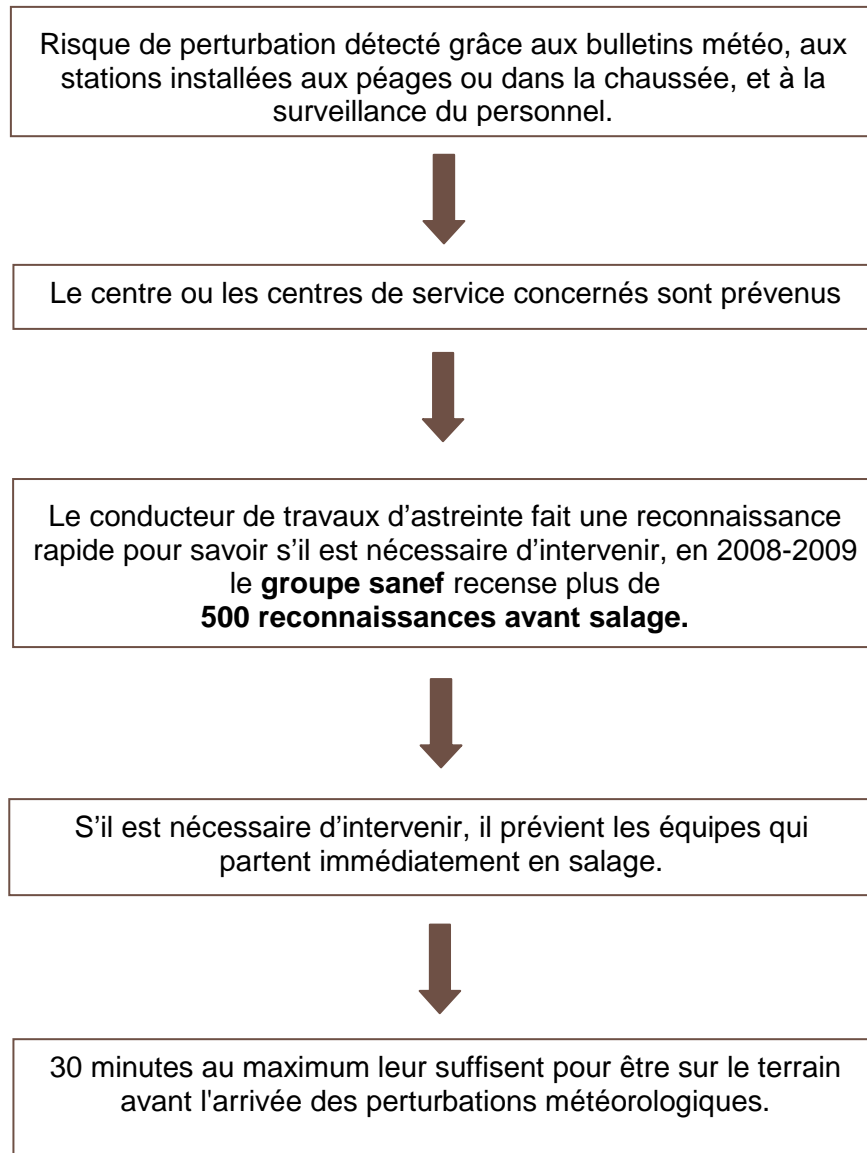 Risque de perturbation détecté grâce aux bulletins météo, aux
stations installées aux péages ou dans la chaussée, et à la
surveillance du personnel.
Le centre ou les centres de service concernés sont prévenus
Le conducteur de travaux d’astreinte fait une reconnaissance
rapide pour savoir s’il est nécessaire d’intervenir, en 2008-2009
le groupe sanef recense plus de
500 reconnaissances avant salage.
S’il est nécessaire d’intervenir, il prévient les équipes qui
partent immédiatement en salage.
30 minutes au maximum leur suffisent pour être sur le terrain
avant l'arrivée des perturbations météorologiques.